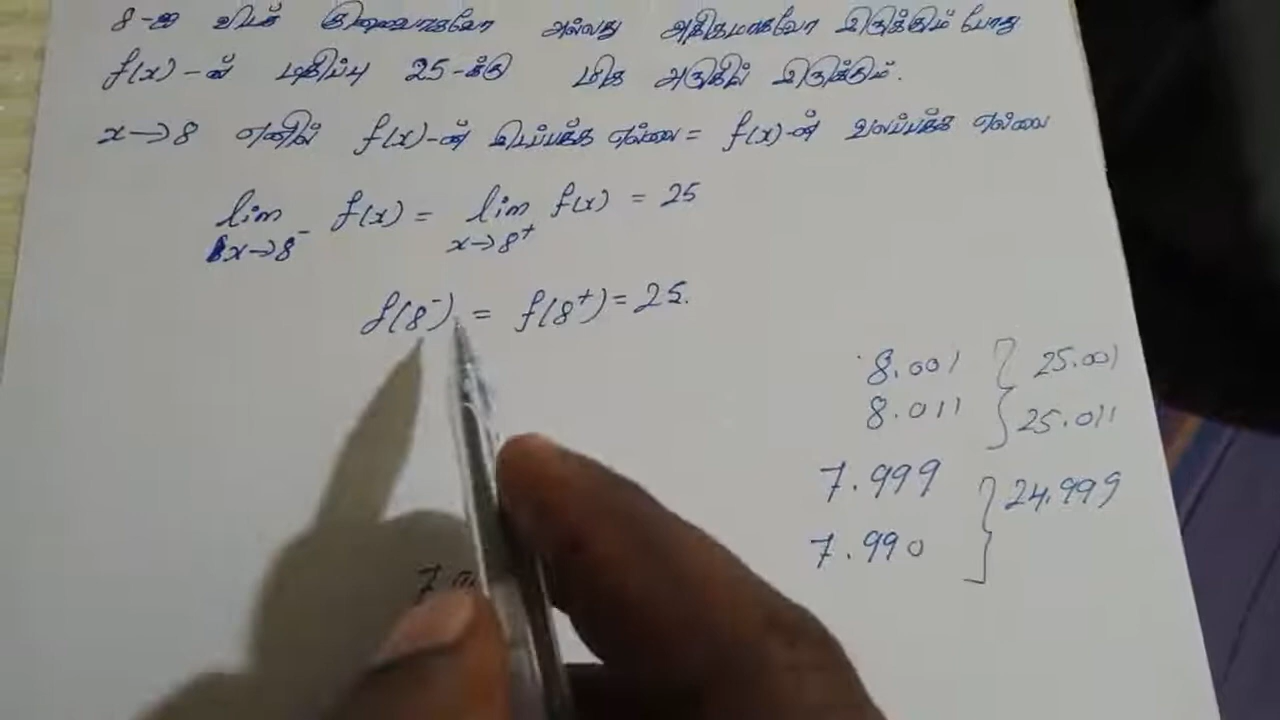 8-ஐ விடக் குறைவாகவோ அல்லது அதிகமாகவோ இருக்கும் போது
f(x)-ன் மதிப்பு 25-க்கு மிக அருகில் இருக்கும்.
x→8 எனில் f(x)-ன் இடப்பக்க எல்லை = f(x)-ன் வலப்பக்க எல்லை
lim x→8⁻ f(x) = lim x→8⁺ f(x) = 25
f(8⁻) = f(8⁺) = 25.
8.001 } 25.001
8.011 25.011
7.999 } 24.999
7.990